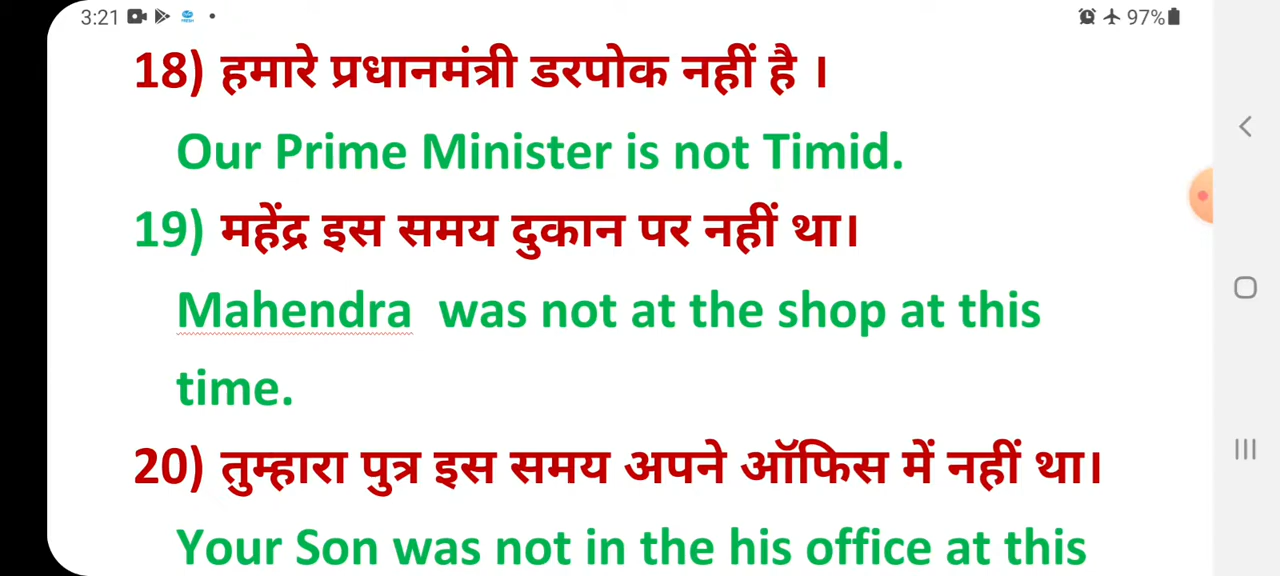 3:21
97%
18) हमारे प्रधानमंत्री डरपोक नहीं है ।
Our Prime Minister is not Timid.
19) महेंद्र इस समय दुकान पर नहीं था।
Mahendra was not at the shop at this
time.
20) तुम्हारा पुत्र इस समय अपने ऑफिस में नहीं था।
Your Son was not in the his office at this